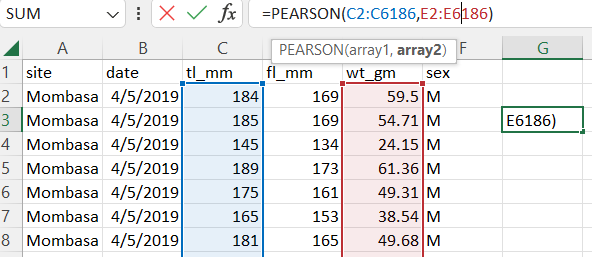 SUM =PEARSON(C2:C6186,E2:E6186)
PEARSON(array1, array2)
A B C D E F G
1 site date tl_mm fl_mm wt_gm sex
2 Mombasa 4/5/2019 184 169 59.5 M
3 Mombasa 4/5/2019 185 169 54.71 M E6186)
4 Mombasa 4/5/2019 145 134 24.15 M
5 Mombasa 4/5/2019 189 173 61.36 M
6 Mombasa 4/5/2019 175 161 49.31 M
7 Mombasa 4/5/2019 165 153 38.54 M
8 Mombasa 4/5/2019 181 165 49.68 M